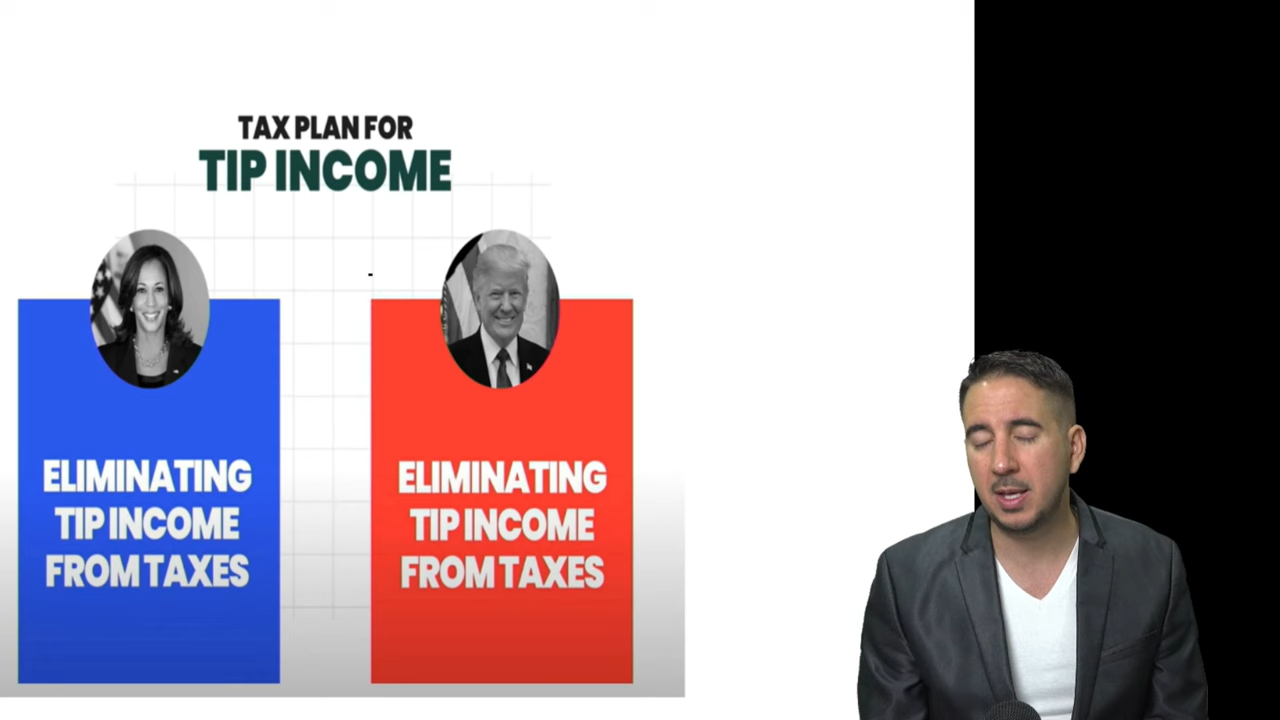 TAX PLAN FOR
TIP INCOME
ELIMINATING
TIP INCOME
FROM TAXES
ELIMINATING
TIP INCOME
FROM TAXES